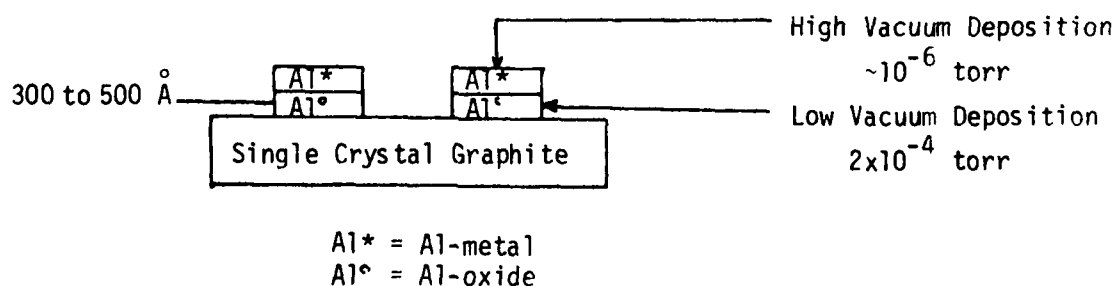 High Vacuum Deposition
~10⁻⁶ torr
300 to 500 Å
Al*
Al°
Al*
Al°
Low Vacuum Deposition
2x10⁻⁴ torr
Single Crystal Graphite
Al* = Al-metal
Al° = Al-oxide